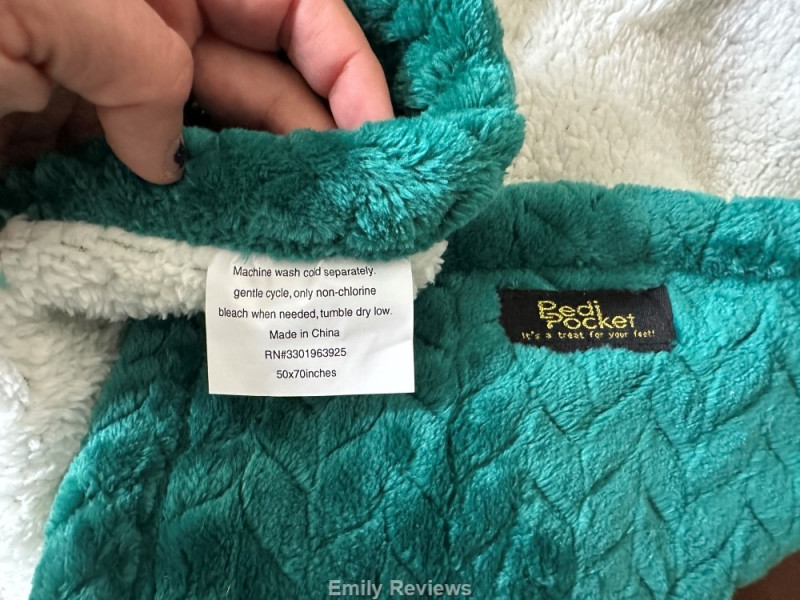 Machine wash cold separately.
gentle cycle, only non-chlorine
bleach when needed, tumble dry low.
Made in China
RN#3301963925
50x70inches
Pedi
Pocket
It's a treat for your feet!
Emily Reviews